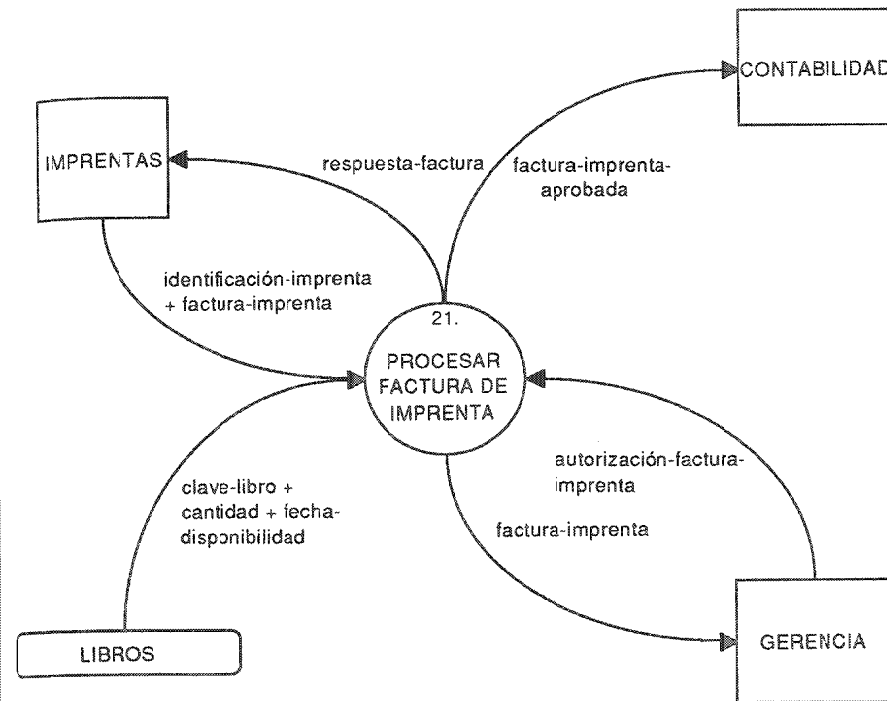 CONTABILIDAD
IMPRENTAS
respuesta-factura
factura-imprenta-
aprobada
identificación-imprenta
+ factura-imprenta
21.
PROCESAR
FACTURA DE
IMPRENTA
clave-libro +
cantidad + fecha-
disponibilidad
autorización-factura-
imprenta
factura-imprenta
LIBROS
GERENCIA